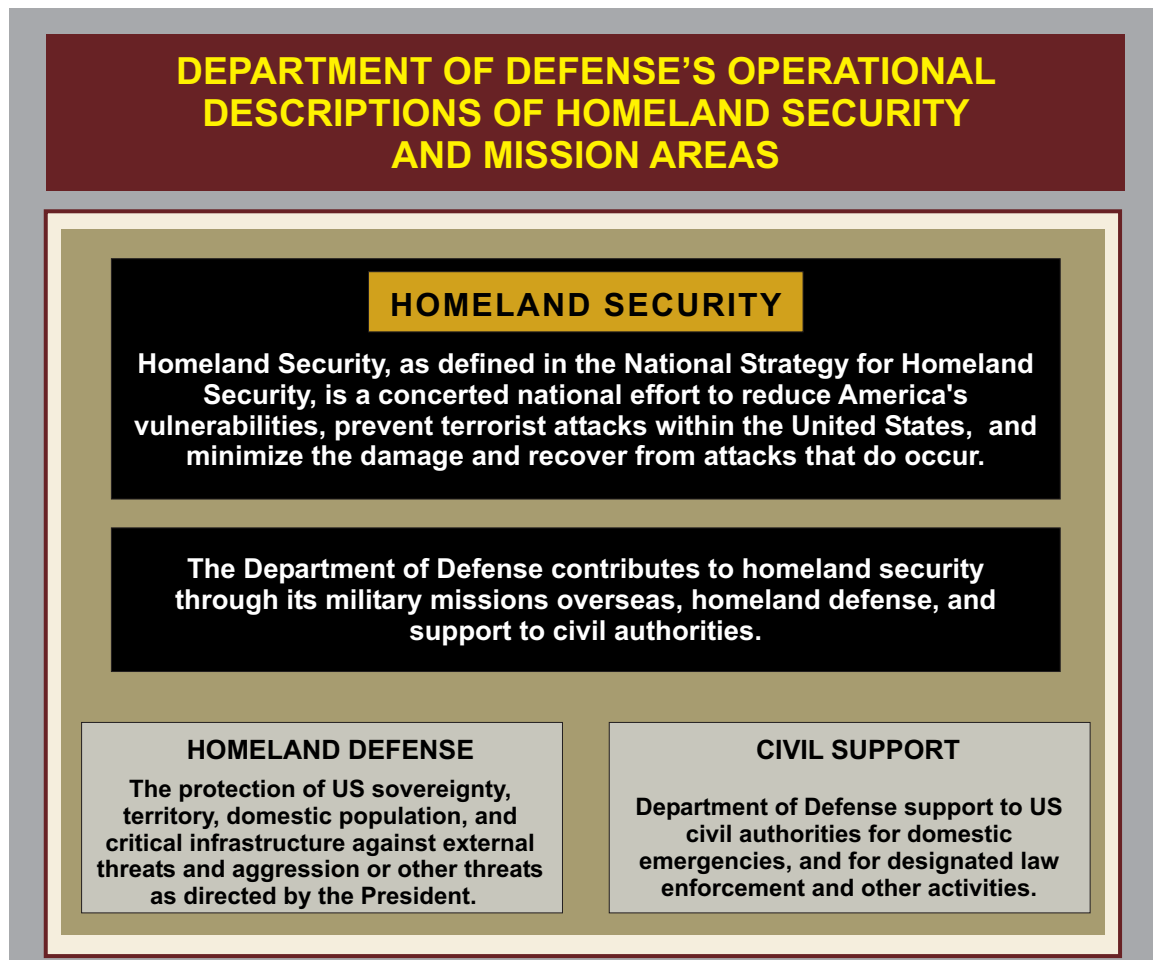 DEPARTMENT OF DEFENSE’S OPERATIONAL
DESCRIPTIONS OF HOMELAND SECURITY
AND MISSION AREAS
HOMELAND SECURITY
Homeland Security, as defined in the National Strategy for Homeland
Security, is a concerted national effort to reduce America's
vulnerabilities, prevent terrorist attacks within the United States,  and
minimize the damage and recover from attacks that do occur.
The Department of Defense contributes to homeland security
through its military missions overseas, homeland defense, and
support to civil authorities.
HOMELAND DEFENSE
The protection of US sovereignty,
territory, domestic population, and
critical infrastructure against external
threats and aggression or other threats
as directed by the President.
CIVIL SUPPORT
Department of Defense support to US
civil authorities for domestic
emergencies, and for designated law
enforcement and other activities.